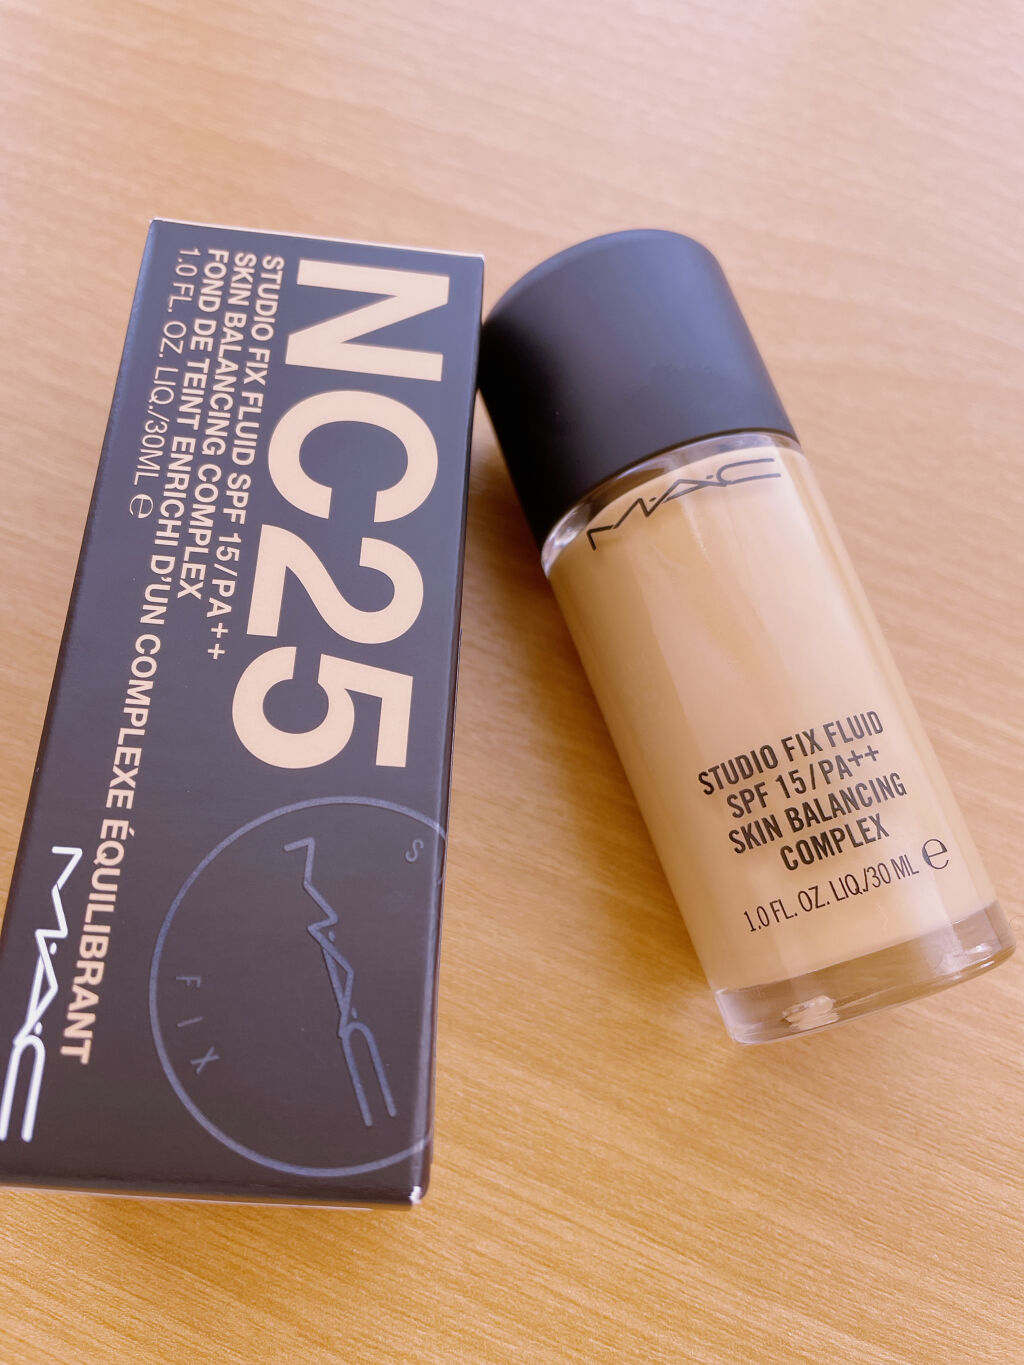 NC25
STUDIO FIX FLUID SPF 15/PA++
SKIN BALANCING COMPLEX
FOND DE TEINT ENRICHI D'UN COMPLEXE ÉQUILIBRANT
1.0 FL. OZ. LIQ./30ML e
M·A·C
S
M·A·C
FIX
M·A·C
STUDIO FIX FLUID
SPF 15/PA++
SKIN BALANCING
COMPLEX
1.0 FL. OZ. LIQ./30 ML e